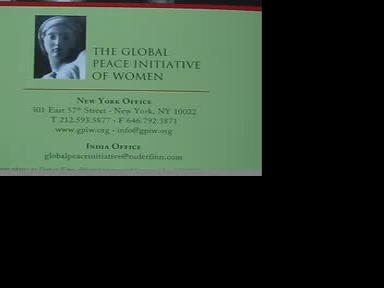 THE GLOBAL
PEACE INITIATIVE
OF WOMEN
NEW YORK OFFICE
301 East 57th Street - New York, NY 10022
T 212.593.5877 - F 646.792.3871
www.gpiw.org - info@gpiw.org
INDIA OFFICE
globalpeaceinitiative@ruderfinn.com